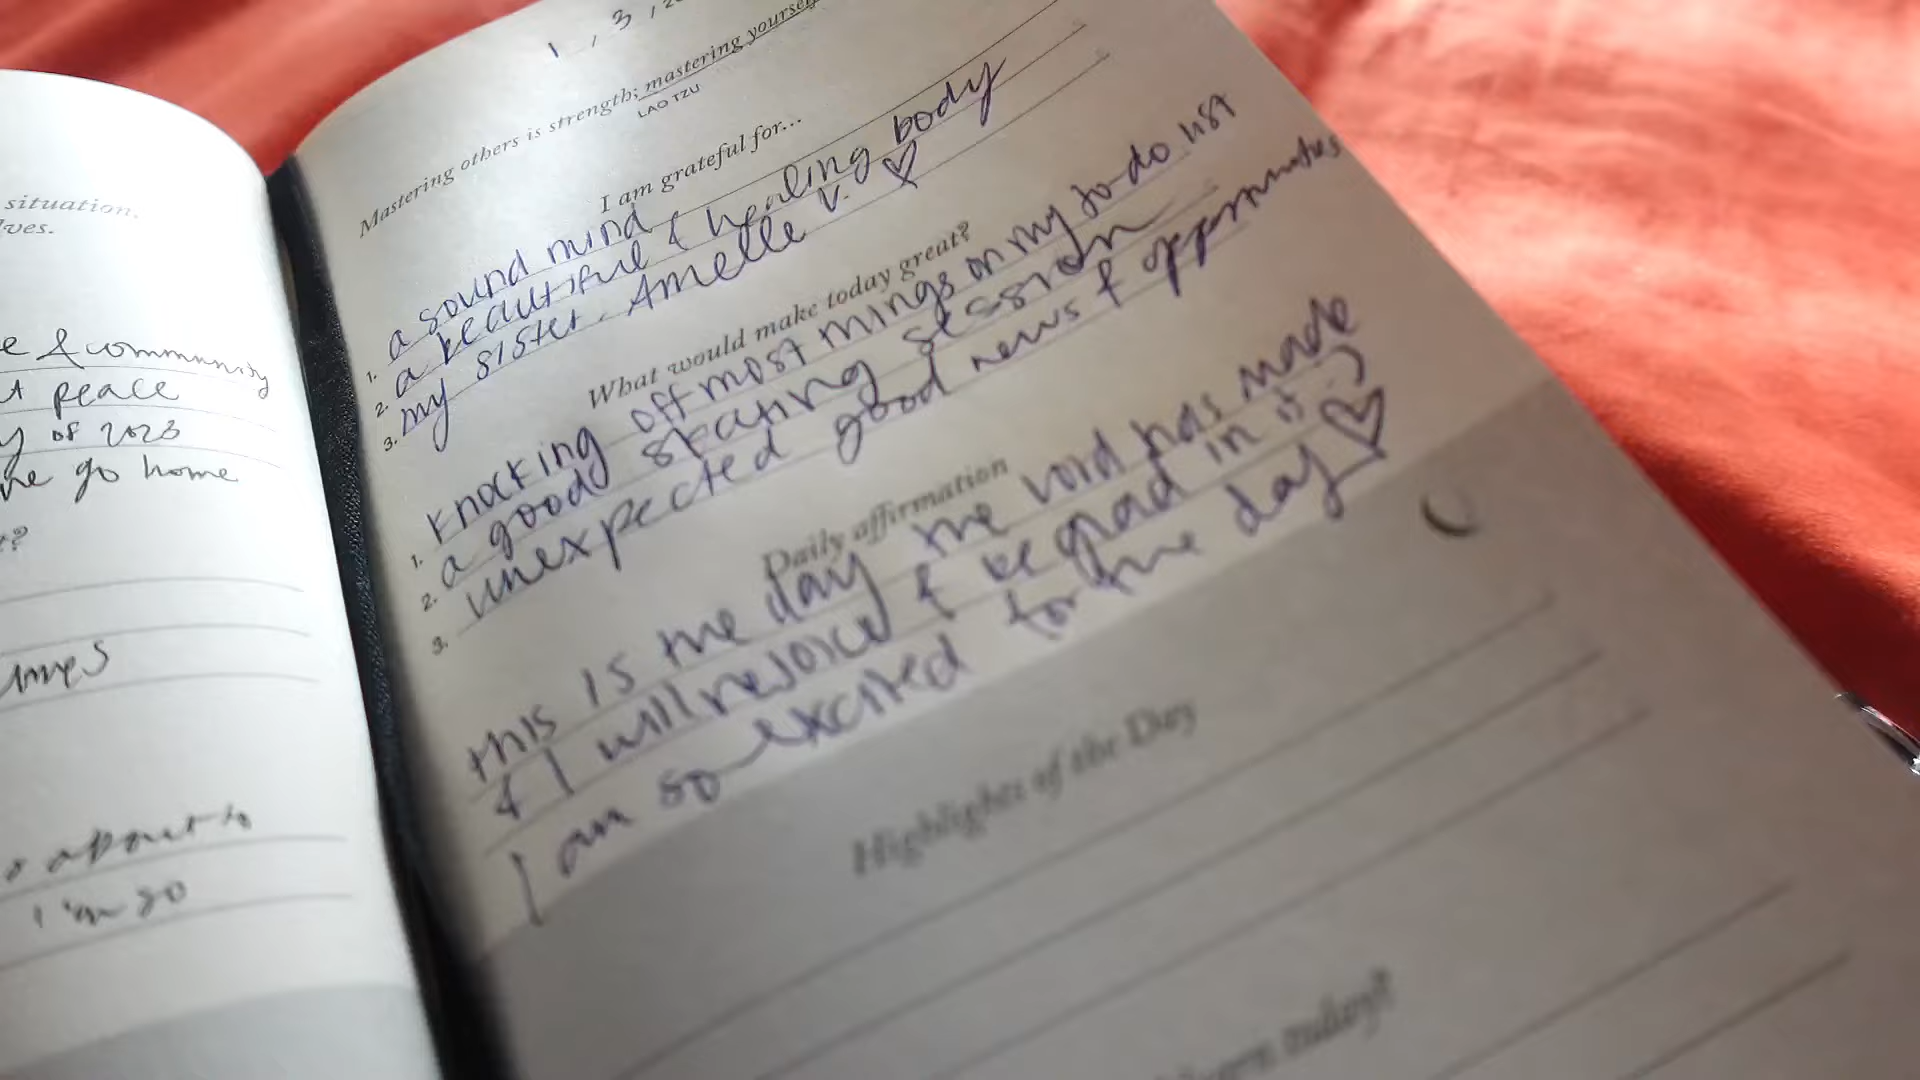 situation,
lves.
e & community
peace
y of 2023
he go home
t?
about
i'm so
1, 3,
Mastering others is strength; mastering yourself
LAO TZU
I am grateful for...
1. a sound mind
2. a beautiful & healing body
3. my sister. Amelle V. ♡
What would make today great?
1. knocking off most things on my to-do list
2. a good skating session
3. unexpected good news & opportunities
Daily affirmation
this is the day the lord has made
& I will rejoice & be glad in it :)
I am so excited for the day ♡
Highlights of the Day
learn today?